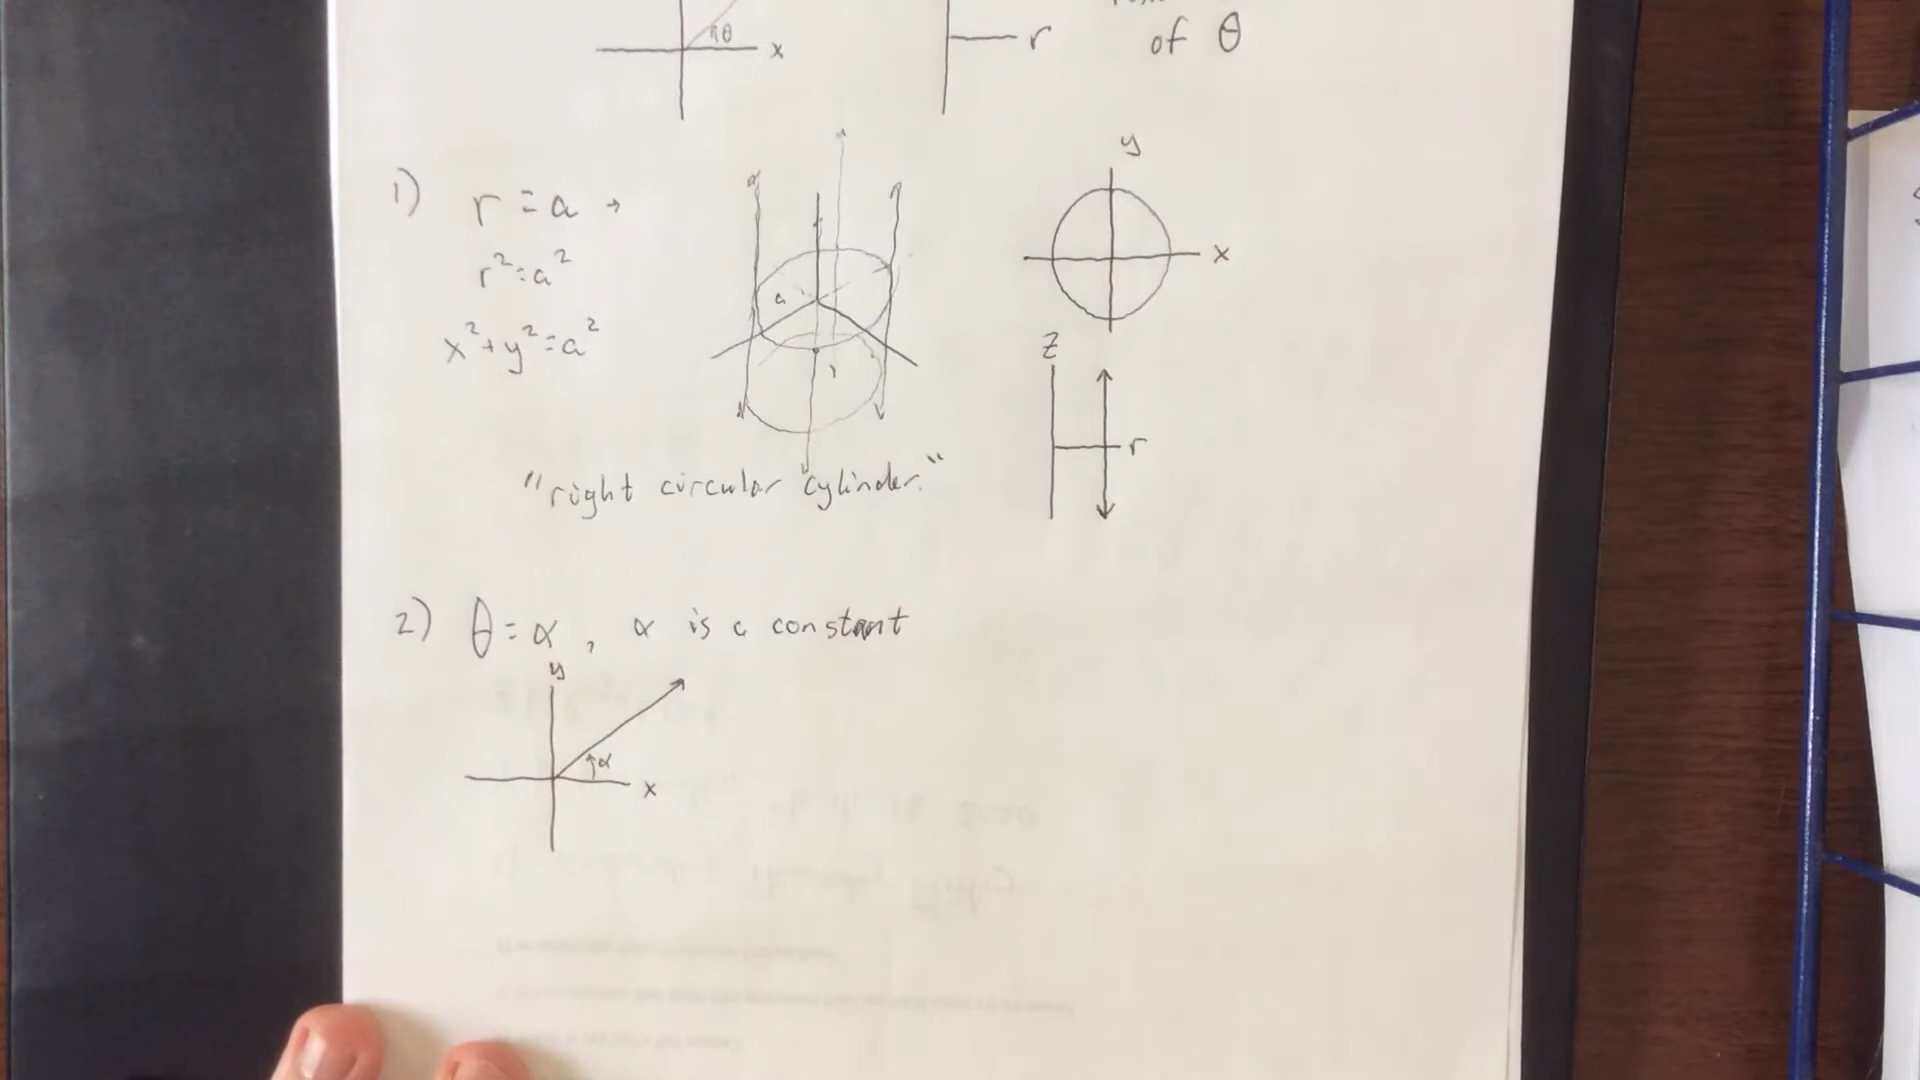 θ x
r
of θ
1) r = a →
r² = a²
x² + y² = a²
a
y
x
z
r
"right circular cylinder."
2) θ = α , α is a constant
y
α
x